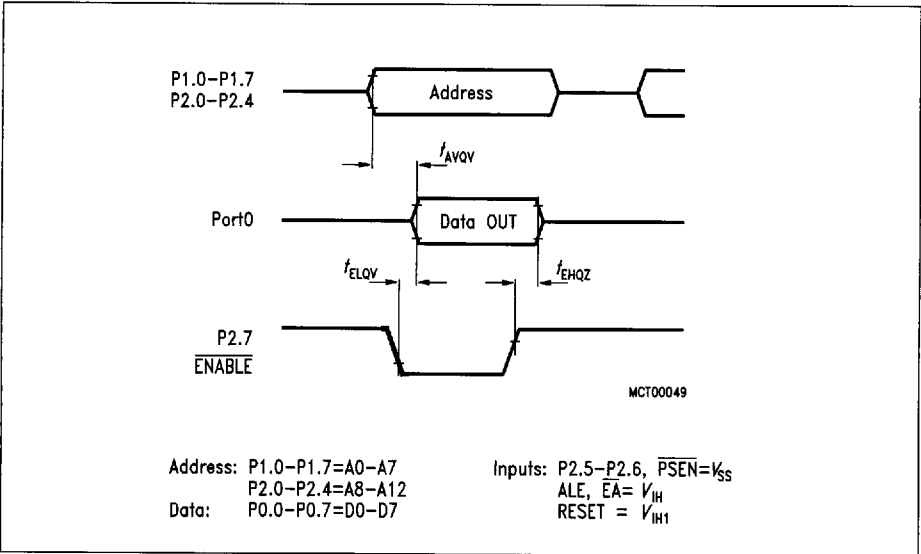 P1.0–P1.7
P2.0–P2.4
Address
tAVQV
Port0
Data OUT
tELQV
tEHQZ
P2.7
ENABLE
MCT00049
Address: P1.0–P1.7=A0–A7
P2.0–P2.4=A8–A12
Data: P0.0–P0.7=D0–D7
Inputs: P2.5–P2.6, PSEN=VSS
ALE, EA= VIH
RESET = VIH1